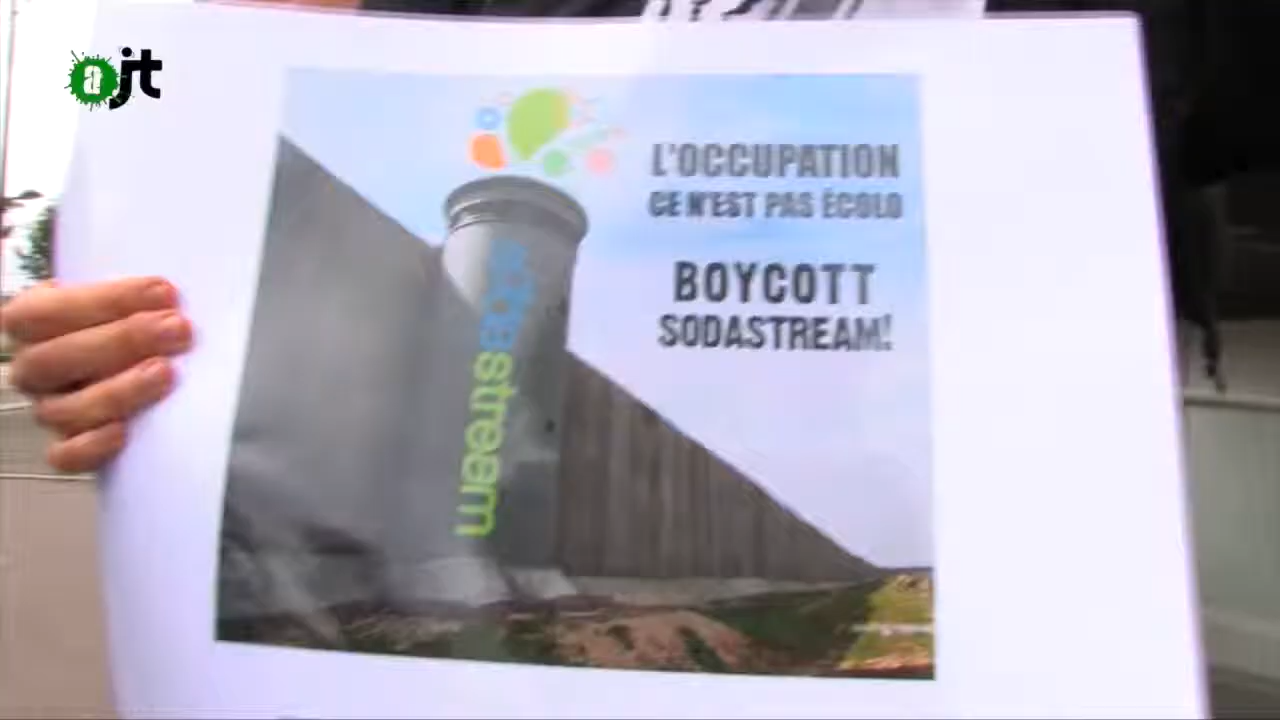 ajt
L'OCCUPATION
CE N'EST PAS ÉCOLO
BOYCOTT
SODASTREAM!
sodastream